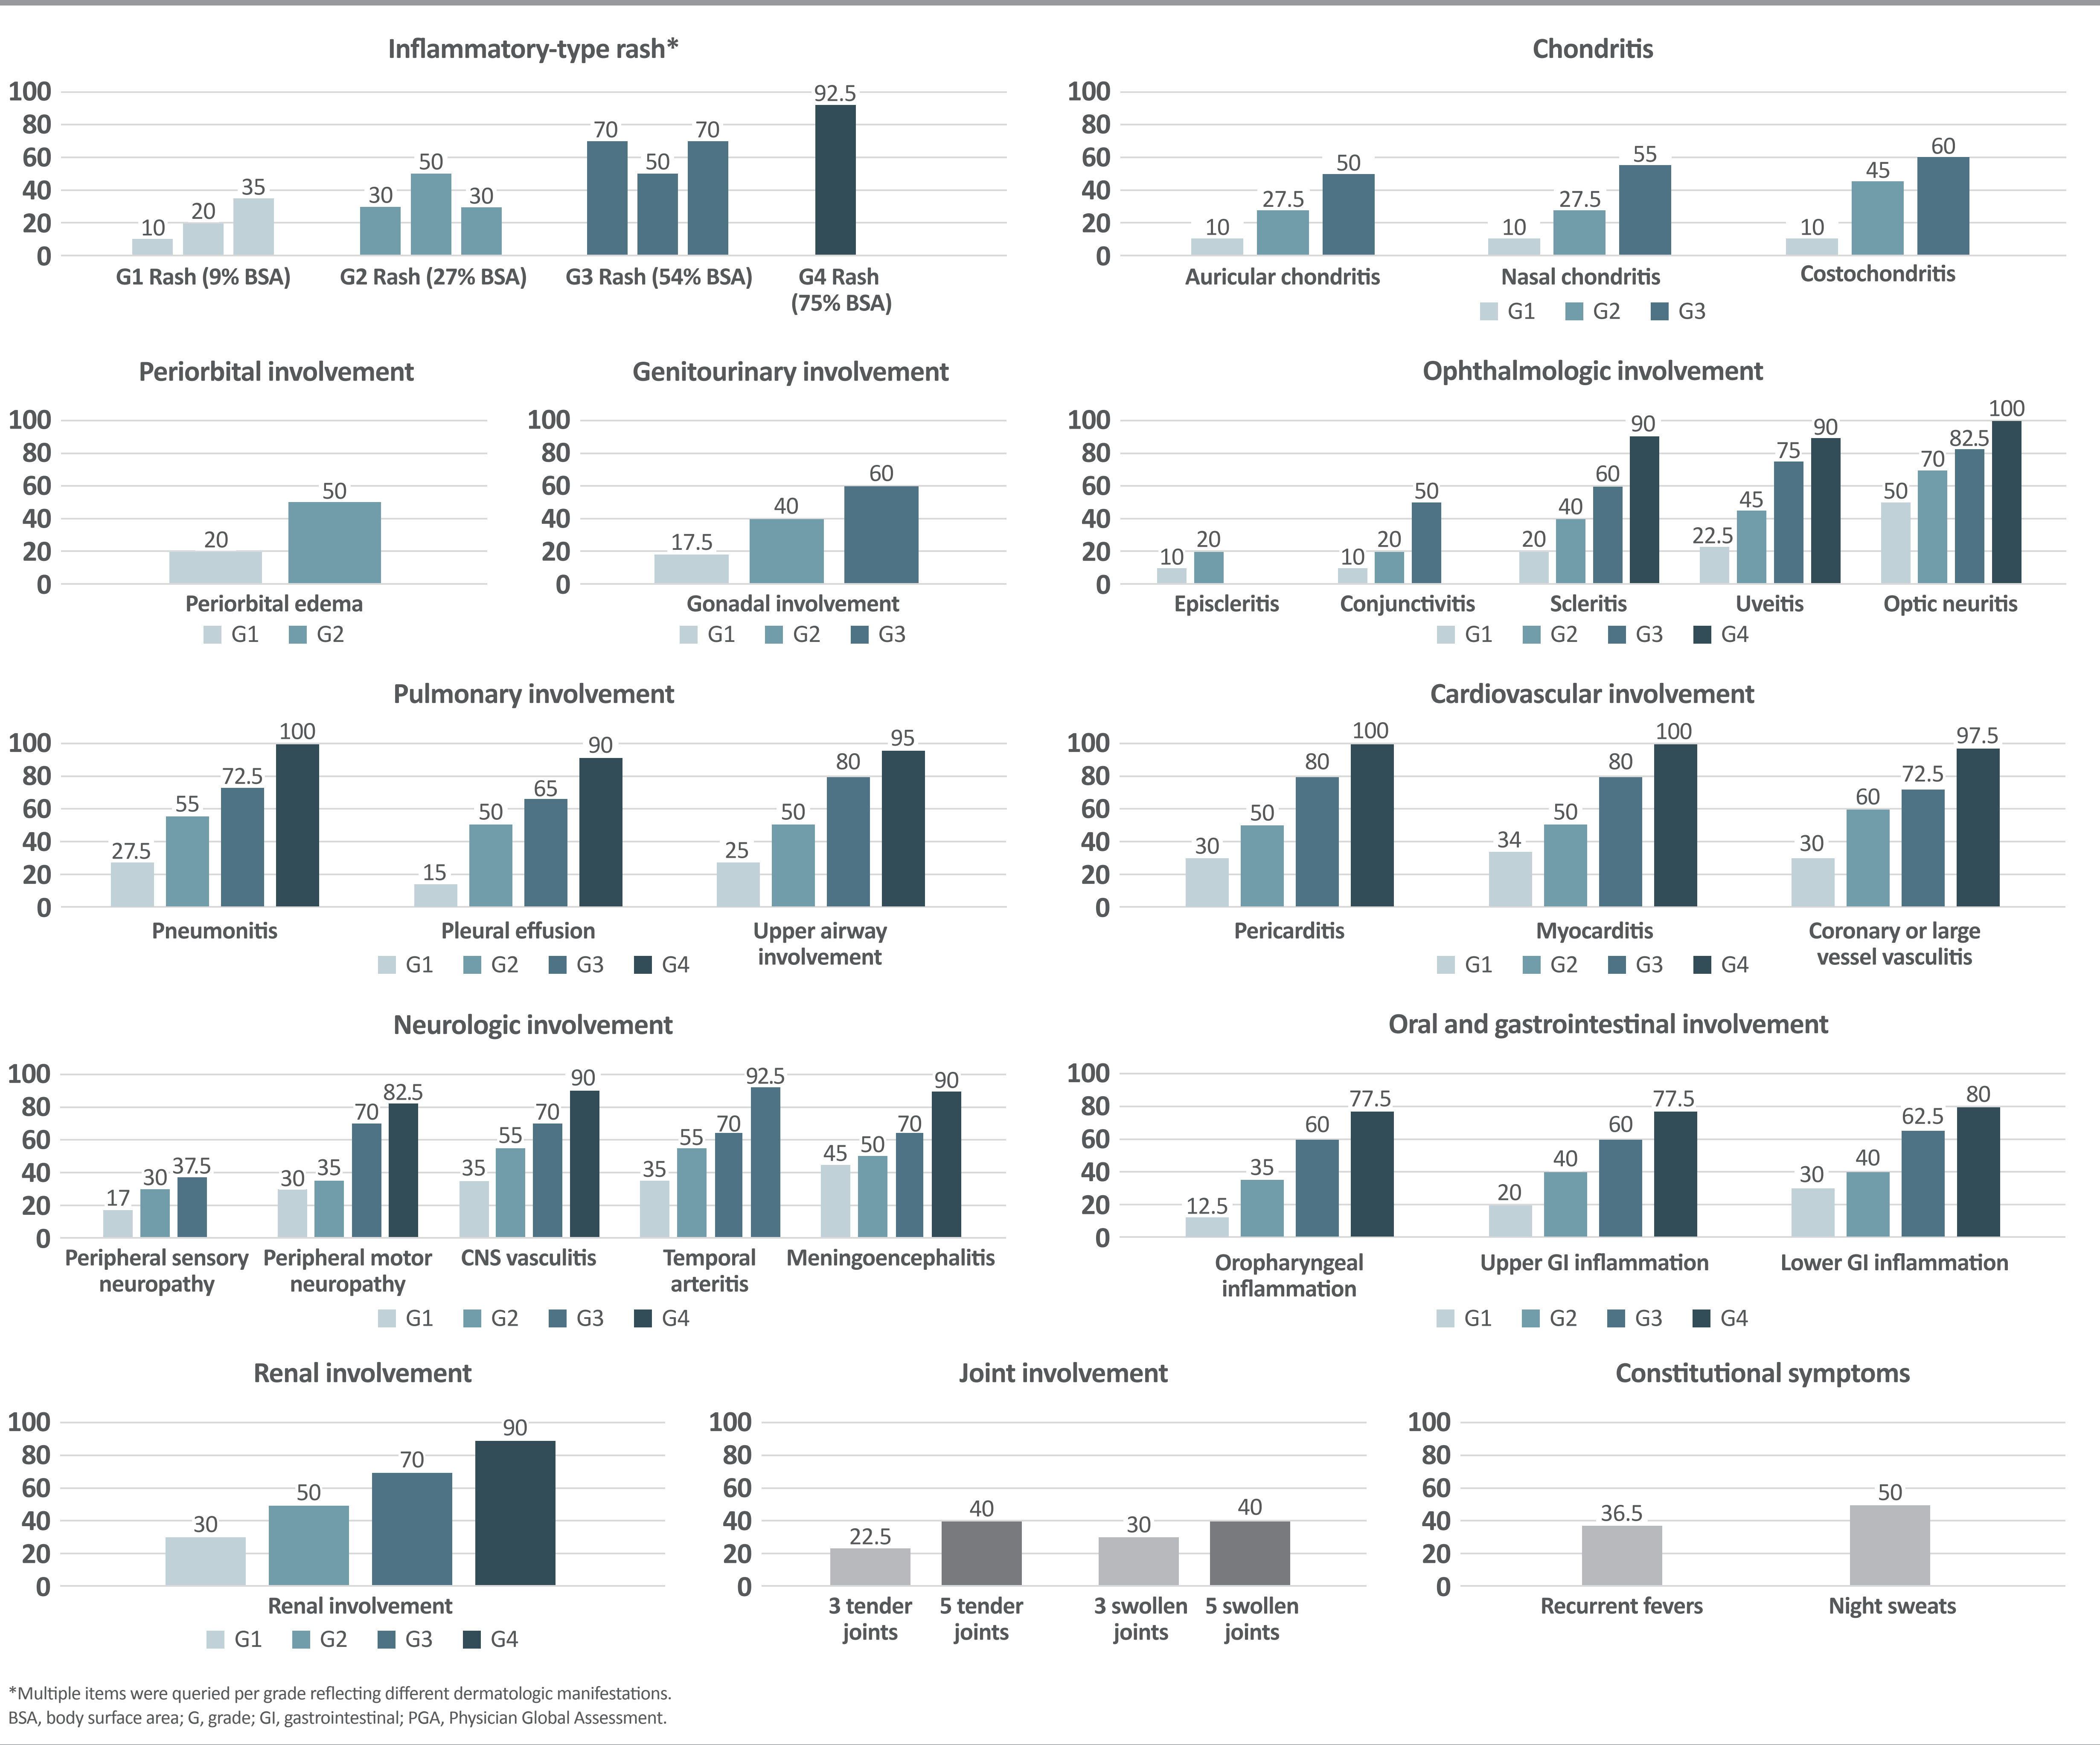 Inflammatory-type rash*
100
80
60
40
20
0
10
20
35
30
50
30
70
50
70
92.5
G1 Rash (9% BSA)
G2 Rash (27% BSA)
G3 Rash (54% BSA)
G4 Rash
(75% BSA)
Chondritis
100
80
60
40
20
0
10
27.5
50
10
27.5
55
10
45
60
Auricular chondritis
Nasal chondritis
Costochondritis
G1 G2 G3
Periorbital involvement
100
80
60
40
20
0
20
50
Periorbital edema
G1 G2
Genitourinary involvement
100
80
60
40
20
0
17.5
40
60
Gonadal involvement
G1 G2 G3
Ophthalmologic involvement
100
80
60
40
20
0
10
20
10
20
50
20
40
60
90
22.5
45
75
90
50
70
82.5
100
Episcleritis
Conjunctivitis
Scleritis
Uveitis
Optic neuritis
G1 G2 G3 G4
Pulmonary involvement
100
80
60
40
20
0
27.5
55
72.5
100
15
50
65
90
25
50
80
95
Pneumonitis
Pleural effusion
Upper airway
involvement
G1 G2 G3 G4
Cardiovascular involvement
100
80
60
40
20
0
30
50
80
100
34
50
80
100
30
60
72.5
97.5
Pericarditis
Myocarditis
Coronary or large
vessel vasculitis
G1 G2 G3 G4
Neurologic involvement
100
80
60
40
20
0
17
30
37.5
30
35
70
82.5
35
55
70
90
35
55
70
92.5
45
50
70
90
Peripheral sensory
neuropathy
Peripheral motor
neuropathy
CNS vasculitis
Temporal
arteritis
Meningoencephalitis
G1 G2 G3 G4
Oral and gastrointestinal involvement
100
80
60
40
20
0
12.5
35
60
77.5
20
40
60
77.5
30
40
62.5
80
Oropharyngeal
inflammation
Upper GI inflammation
Lower GI inflammation
G1 G2 G3 G4
Renal involvement
100
80
60
40
20
0
30
50
70
90
Renal involvement
G1 G2 G3 G4
Joint involvement
100
80
60
40
20
0
22.5
40
30
40
3 tender
joints
5 tender
joints
3 swollen
joints
5 swollen
joints
Constitutional symptoms
100
80
60
40
20
0
36.5
50
Recurrent fevers
Night sweats
*Multiple items were queried per grade reflecting different dermatologic manifestations.
BSA, body surface area; G, grade; GI, gastrointestinal; PGA, Physician Global Assessment.